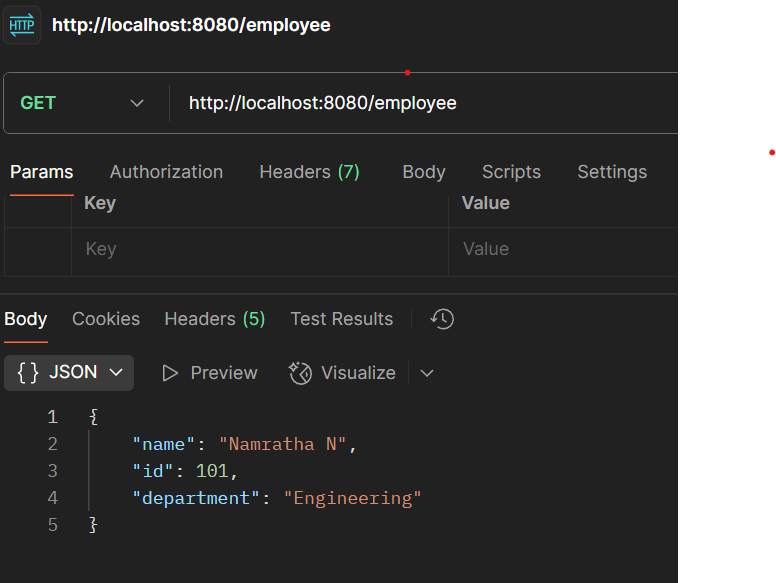 HTTP http://localhost:8080/employee
GET http://localhost:8080/employee
Params Authorization Headers (7) Body Scripts Settings
Key Value
Key Value
Body Cookies Headers (5) Test Results
{ } JSON Preview Visualize
1 {
2 "name": "Namratha N",
3 "id": 101,
4 "department": "Engineering"
5 }